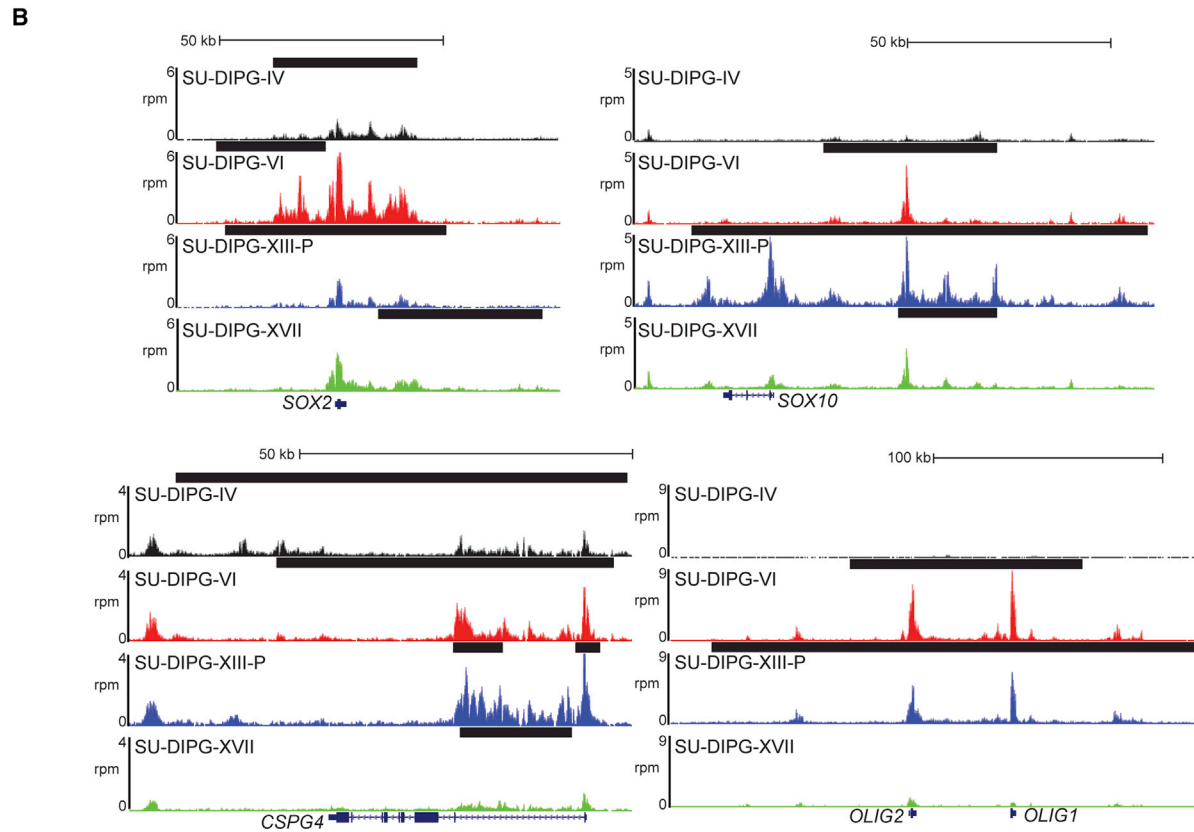 B
50 kb
6
SU-DIPG-IV
rpm
0
6
SU-DIPG-VI
rpm
0
6
SU-DIPG-XIII-P
rpm
0
6
SU-DIPG-XVII
rpm
0
SOX2
50 kb
5
SU-DIPG-IV
rpm
0
5
SU-DIPG-VI
rpm
0
5
SU-DIPG-XIII-P
rpm
0
5
SU-DIPG-XVII
rpm
0
SOX10
50 kb
4
SU-DIPG-IV
rpm
0
4
SU-DIPG-VI
rpm
0
4
SU-DIPG-XIII-P
rpm
0
4
SU-DIPG-XVII
rpm
0
CSPG4
100 kb
9
SU-DIPG-IV
rpm
0
9
SU-DIPG-VI
rpm
0
9
SU-DIPG-XIII-P
rpm
0
9
SU-DIPG-XVII
rpm
0
OLIG2 OLIG1